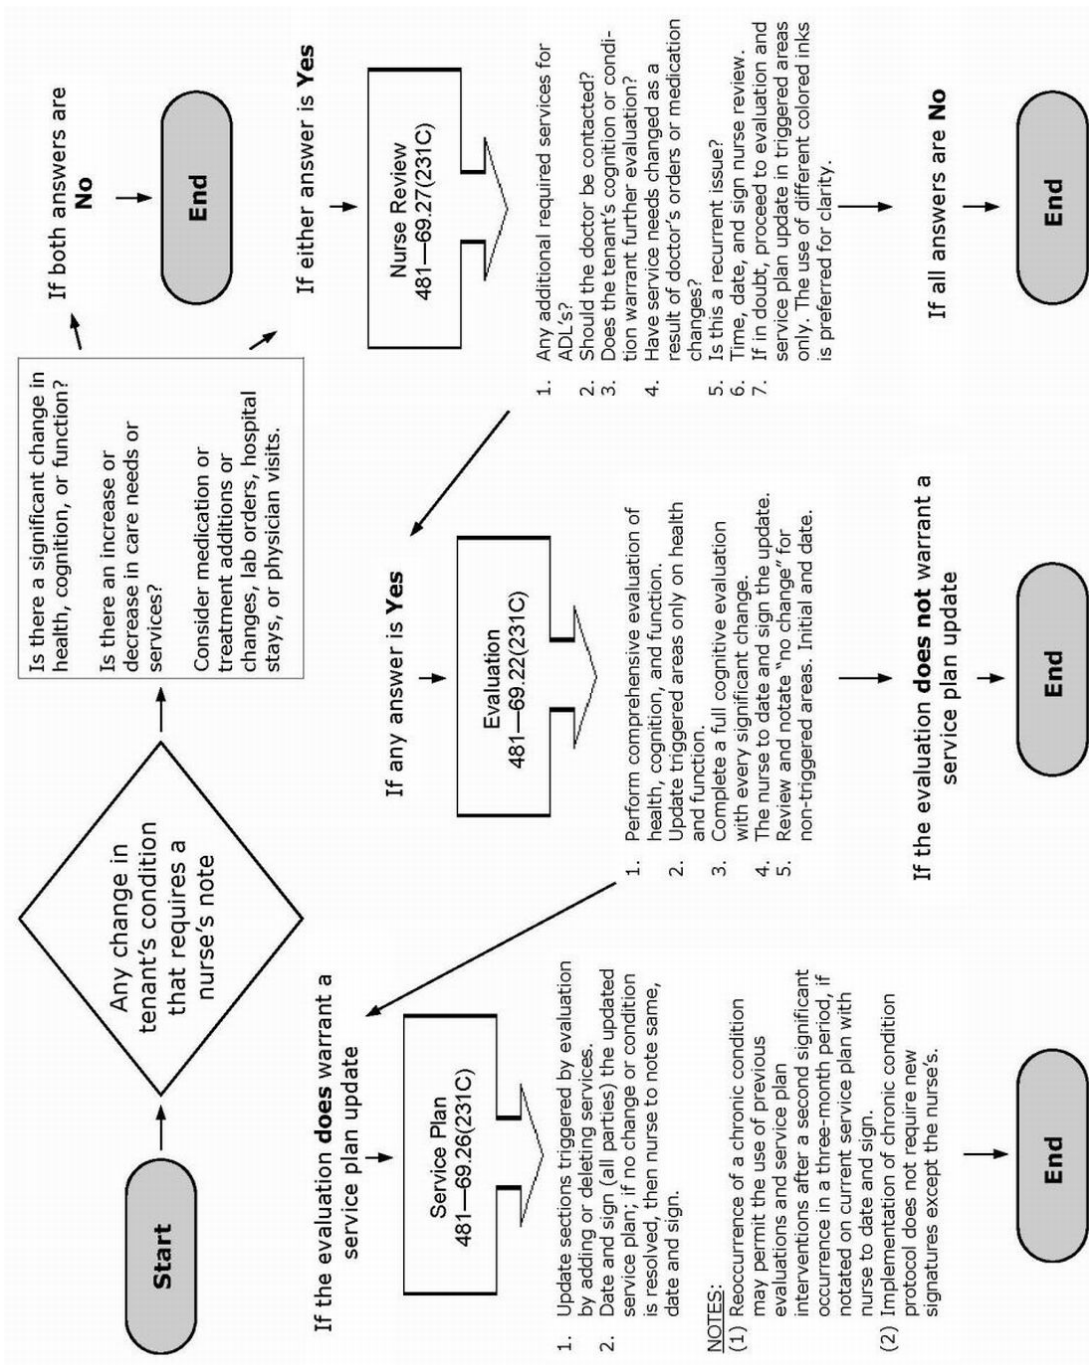 Start
Any change in
tenant's condition
that requires a
nurse's note
Is there a significant change in
health, cognition, or function?
Is there an increase or
decrease in care needs or
services?
Consider medication or
treatment additions or
changes, lab orders, hospital
stays, or physician visits.
If both answers are
No
End
If either answer is Yes
Nurse Review
481—69.27(231C)
1. Any additional required services for
ADL's?
2. Should the doctor be contacted?
3. Does the tenant's cognition or condi-
tion warrant further evaluation?
4. Have service needs changed as a
result of doctor's orders or medication
changes?
5. Is this a recurrent issue?
6. Time, date, and sign nurse review.
7. If in doubt, proceed to evaluation and
service plan update in triggered areas
only. The use of different colored inks
is preferred for clarity.
If all answers are No
End
If any answer is Yes
Evaluation
481—69.22(231C)
1. Perform comprehensive evaluation of
health, cognition, and function.
2. Update triggered areas only on health
and function.
3. Complete a full cognitive evaluation
with every significant change.
4. The nurse to date and sign the update.
5. Review and notate "no change" for
non-triggered areas. Initial and date.
If the evaluation does not warrant a
service plan update
End
If the evaluation does warrant a
service plan update
Service Plan
481—69.26(231C)
1. Update sections triggered by evaluation
by adding or deleting services.
2. Date and sign (all parties) the updated
service plan; if no change or condition
is resolved, then nurse to note same,
date and sign.
NOTES:
(1) Reoccurrence of a chronic condition
may permit the use of previous
evaluations and service plan
interventions after a second significant
occurrence in a three-month period, if
notated on current service plan with
nurse to date and sign.
(2) Implementation of chronic condition
protocol does not require new
signatures except the nurse's.
End